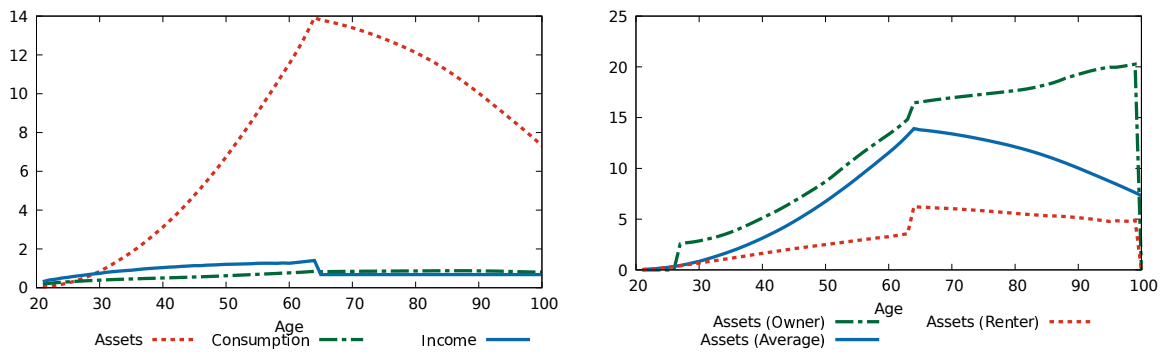 14
12
10
8
6
4
2
0
20 30 40 50 60 70 80 90 100
Age
Assets Consumption Income
25
20
15
10
5
0
20 30 40 50 60 70 80 90 100
Age
Assets (Owner) Assets (Renter)
Assets (Average)